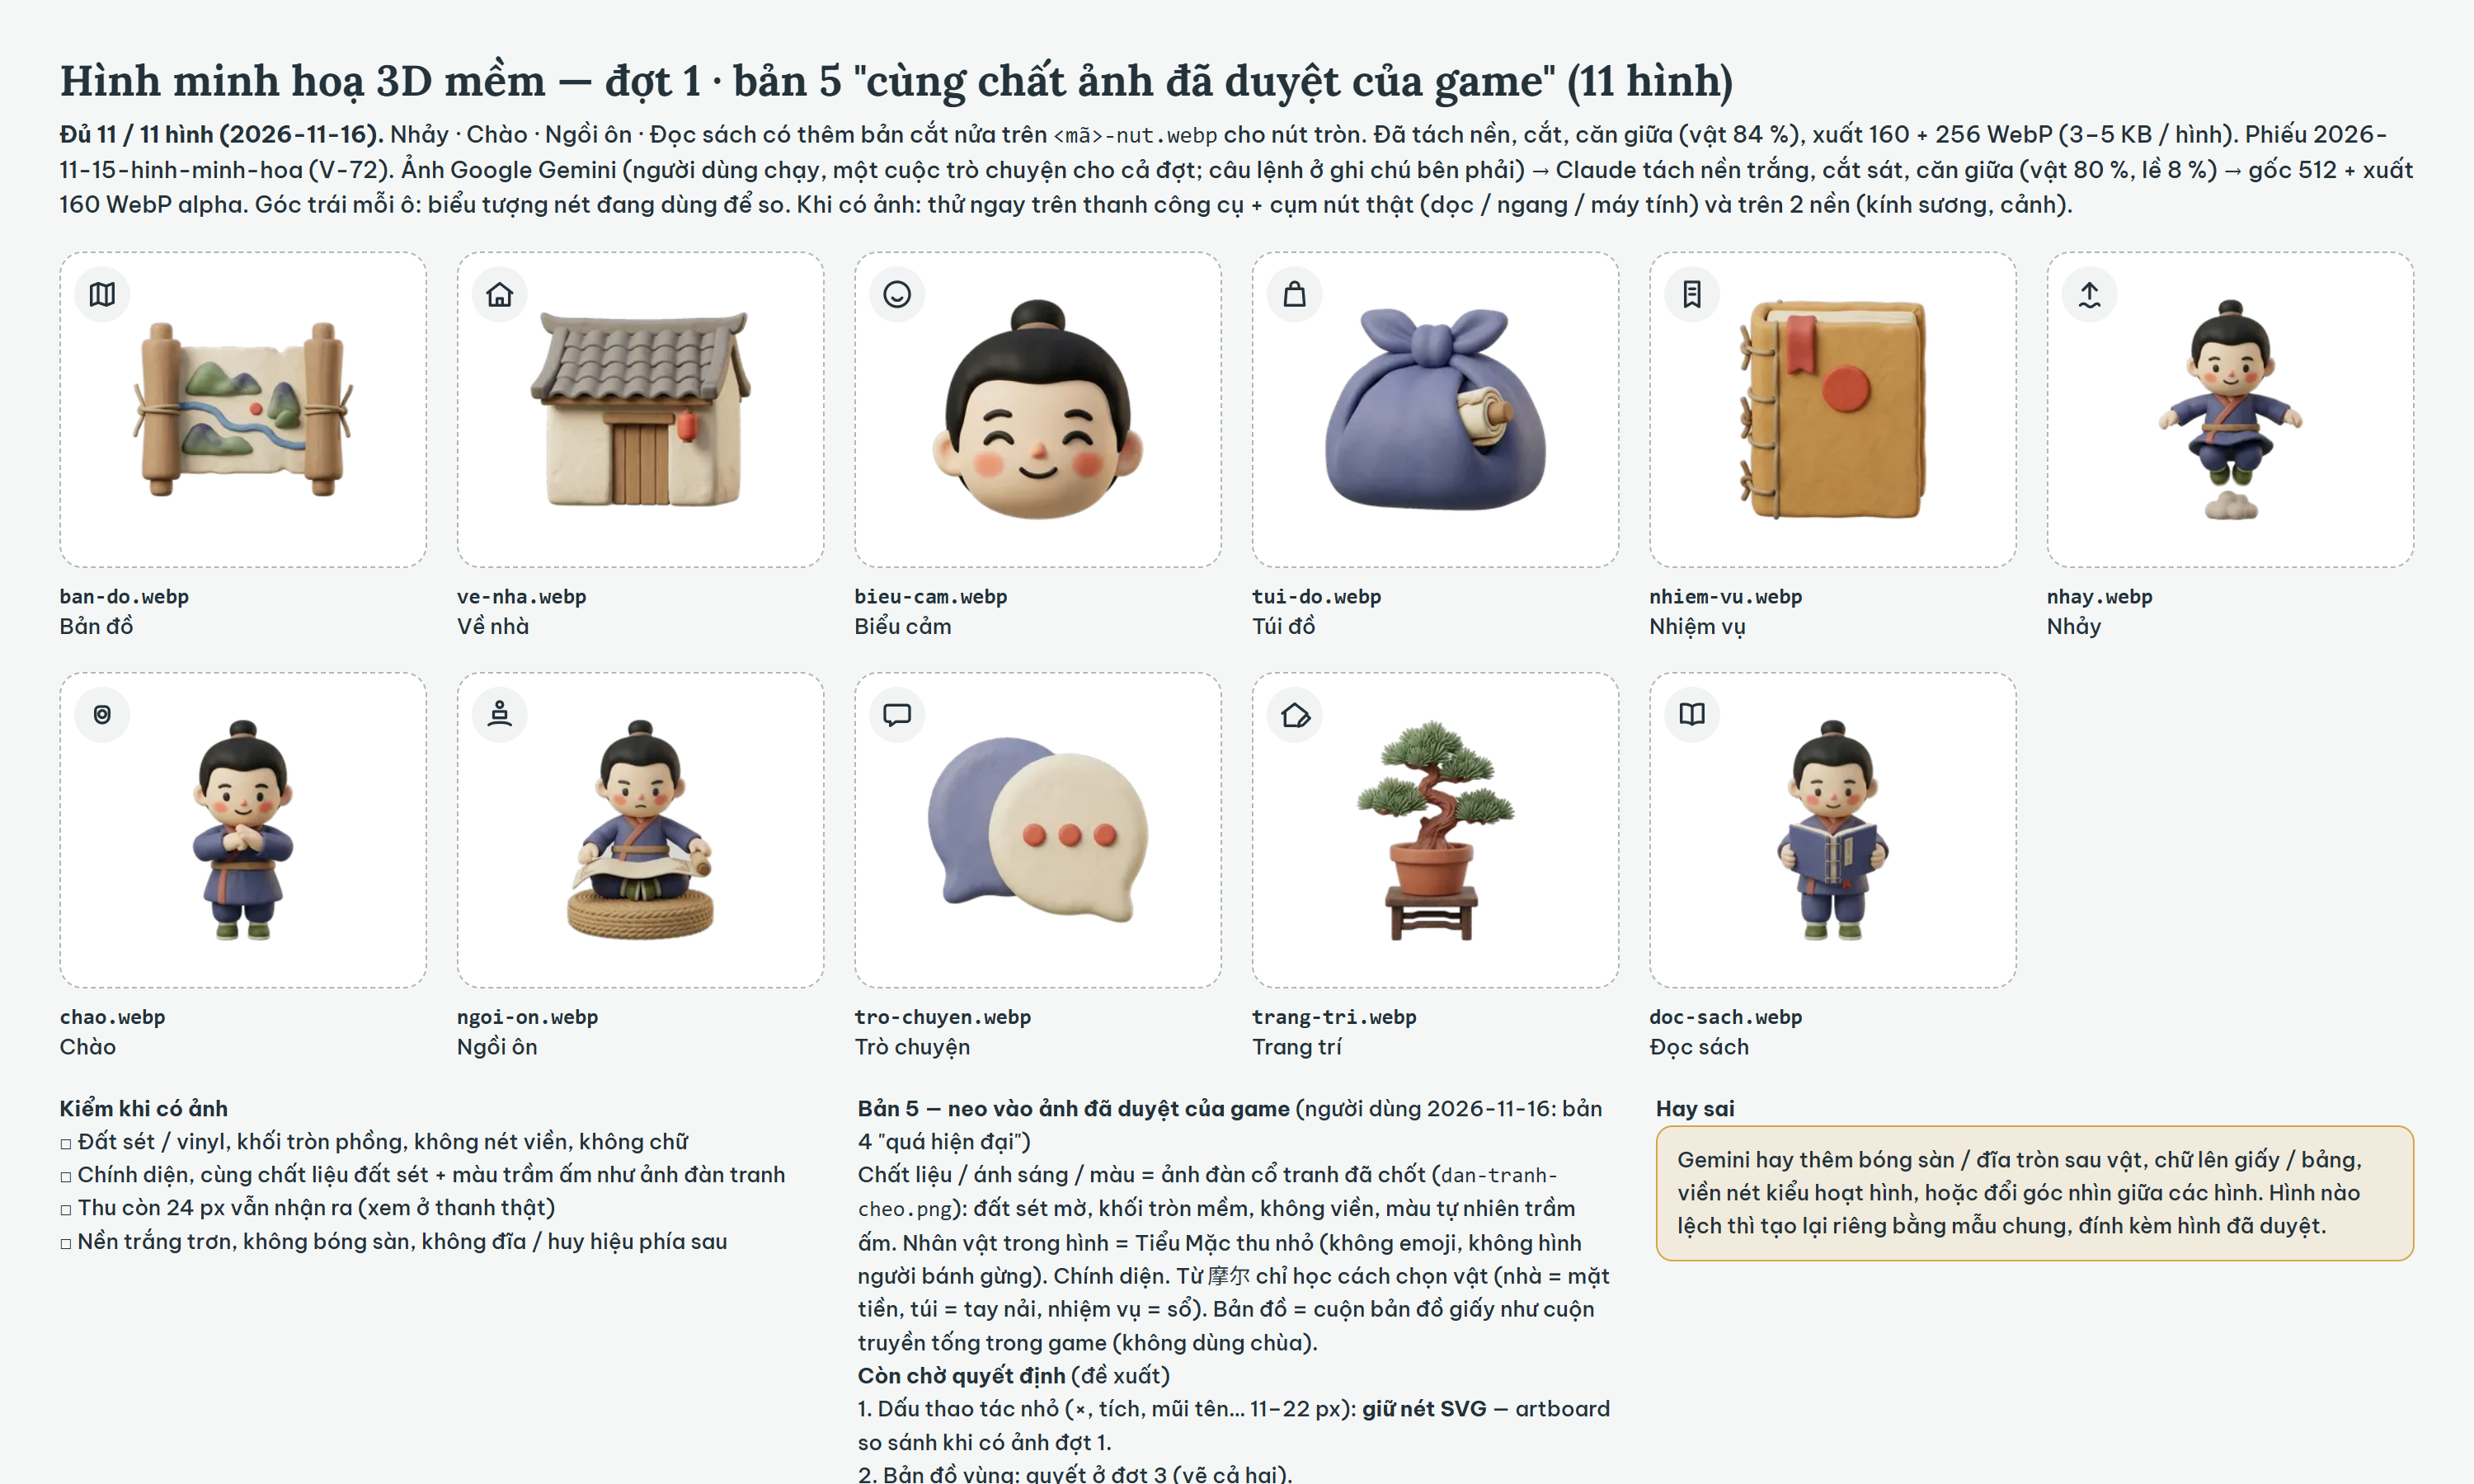 Hình minh hoạ 3D mềm — đợt 1 · bản 5 "cùng chất ảnh đã duyệt của game" (11 hình)
Đủ 11 / 11 hình (2026-11-16). Nhảy · Chào · Ngồi ôn · Đọc sách có thêm bản cắt nửa trên <mã>-nut.webp cho nút tròn. Đã tách nền, cắt, căn giữa (vật 84 %), xuất 160 + 256 WebP (3–5 KB / hình). Phiếu 2026-
11-15-hinh-minh-hoa (V-72). Ảnh Google Gemini (người dùng chạy, một cuộc trò chuyện cho cả đợt; câu lệnh ở ghi chú bên phải) → Claude tách nền trắng, cắt sát, căn giữa (vật 80 %, lề 8 %) → gốc 512 + xuất
160 WebP alpha. Góc trái mỗi ô: biểu tượng nét đang dùng để so. Khi có ảnh: thử ngay trên thanh công cụ + cụm nút thật (dọc / ngang / máy tính) và trên 2 nền (kính sương, cảnh).
ban-do.webp
Bản đồ
ve-nha.webp
Về nhà
bieu-cam.webp
Biểu cảm
tui-do.webp
Túi đồ
nhiem-vu.webp
Nhiệm vụ
nhay.webp
Nhảy
chao.webp
Chào
ngoi-on.webp
Ngồi ôn
tro-chuyen.webp
Trò chuyện
trang-tri.webp
Trang trí
doc-sach.webp
Đọc sách
Kiểm khi có ảnh
□ Đất sét / vinyl, khối tròn phồng, không nét viền, không chữ
□ Chính diện, cùng chất liệu đất sét + màu trầm ấm như ảnh đàn tranh
□ Thu còn 24 px vẫn nhận ra (xem ở thanh thật)
□ Nền trắng trơn, không bóng sàn, không đĩa / huy hiệu phía sau
Bản 5 — neo vào ảnh đã duyệt của game (người dùng 2026-11-16: bản
4 "quá hiện đại")
Chất liệu / ánh sáng / màu = ảnh đàn cổ tranh đã chốt (dan-tranh-
cheo.png): đất sét mờ, khối tròn mềm, không viền, màu tự nhiên trầm
ấm. Nhân vật trong hình = Tiểu Mặc thu nhỏ (không emoji, không hình
người bánh gừng). Chính diện. Từ 摩尔 chỉ học cách chọn vật (nhà = mặt
tiền, túi = tay nải, nhiệm vụ = sổ). Bản đồ = cuộn bản đồ giấy như cuộn
truyền tống trong game (không dùng chùa).
Còn chờ quyết định (đề xuất)
1. Dấu thao tác nhỏ (×, tích, mũi tên… 11–22 px): giữ nét SVG — artboard
so sánh khi có ảnh đợt 1.
2. Bản đồ vùng: quyết ở đợt 3 (vẽ cả hai).
Hay sai
Gemini hay thêm bóng sàn / đĩa tròn sau vật, chữ lên giấy / bảng,
viền nét kiểu hoạt hình, hoặc đổi góc nhìn giữa các hình. Hình nào
lệch thì tạo lại riêng bằng mẫu chung, đính kèm hình đã duyệt.